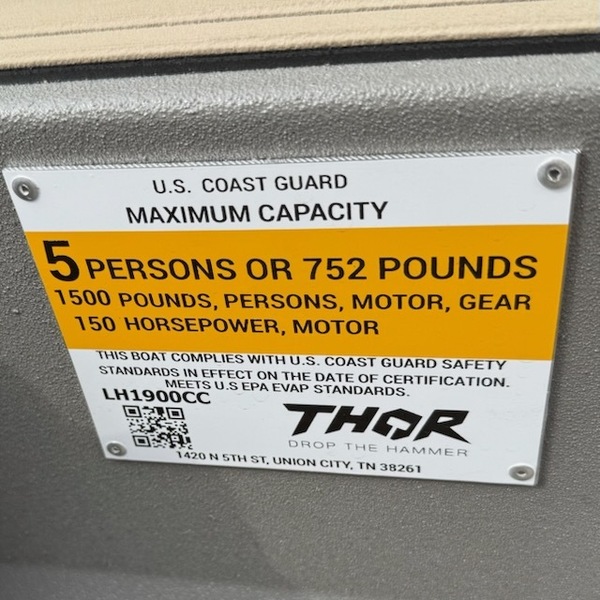 U.S. COAST GUARD
MAXIMUM CAPACITY
5 PERSONS OR 752 POUNDS
1500 POUNDS, PERSONS, MOTOR, GEAR
150 HORSEPOWER, MOTOR
THIS BOAT COMPLIES WITH U.S. COAST GUARD SAFETY
STANDARDS IN EFFECT ON THE DATE OF CERTIFICATION.
MEETS U.S EPA EVAP STANDARDS.
LH1900CC
THOR
DROP THE HAMMER
1420 N 5TH ST, UNION CITY, TN 38261